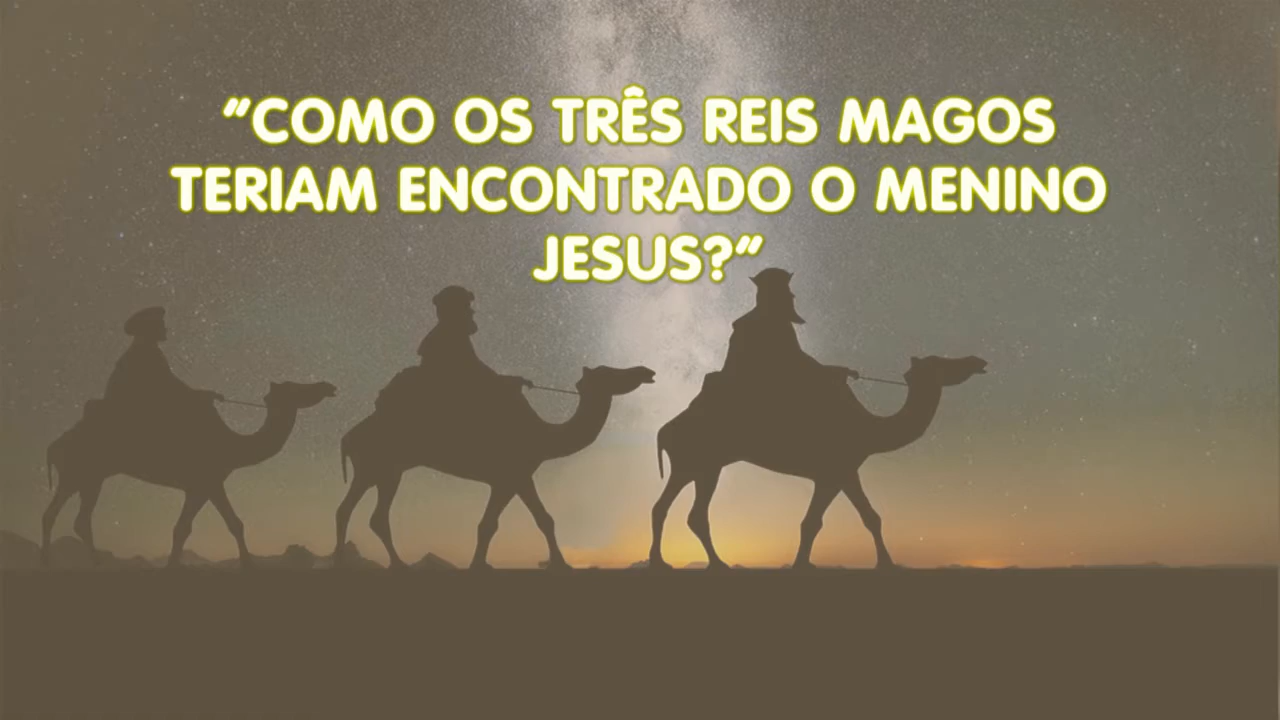 “COMO OS TRÊS REIS MAGOS
TERIAM ENCONTRADO O MENINO
JESUS?”